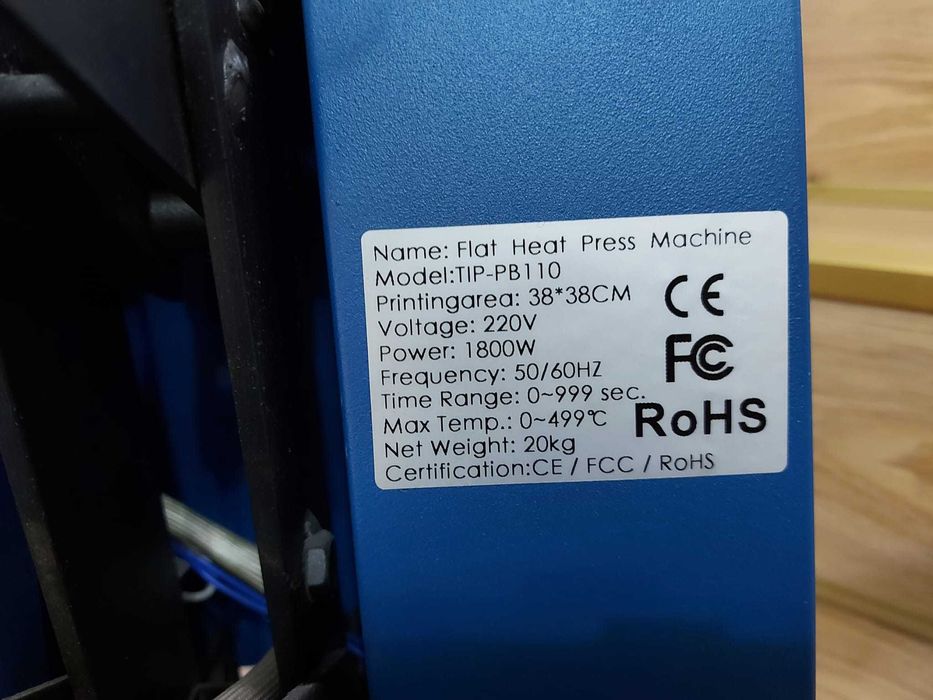 Name: Flat Heat Press Machine
Model:TIP-PB110
Printingarea: 38*38CM
Voltage: 220V
Power: 1800W
Frequency: 50/60HZ
Time Range: 0~999 sec.
Max Temp.: 0~499℃
Net Weight: 20kg
Certification:CE / FCC / RoHS
CE
FC
RoHS